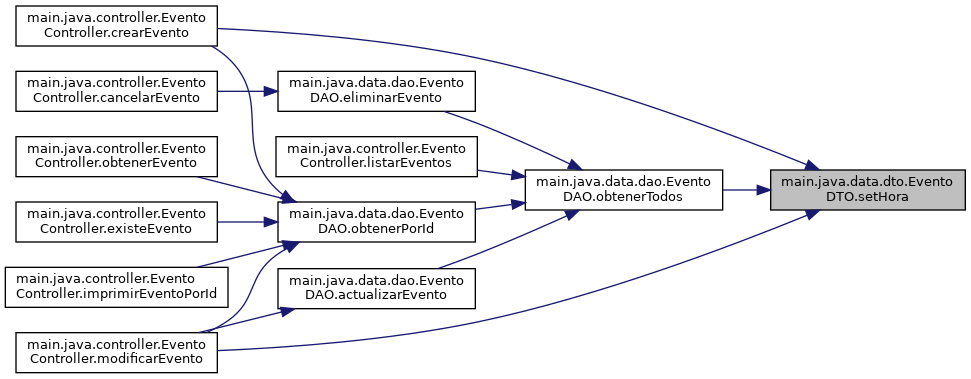 main.java.controller.Evento
Controller.crearEvento
main.java.controller.Evento
Controller.cancelarEvento
main.java.controller.Evento
Controller.obtenerEvento
main.java.controller.Evento
Controller.existeEvento
main.java.controller.Evento
Controller.imprimirEventoPorId
main.java.controller.Evento
Controller.modificarEvento
main.java.data.dao.Evento
DAO.eliminarEvento
main.java.controller.Evento
Controller.listarEventos
main.java.data.dao.Evento
DAO.obtenerPorId
main.java.data.dao.Evento
DAO.actualizarEvento
main.java.data.dao.Evento
DAO.obtenerTodos
main.java.data.dto.Evento
DTO.setHora